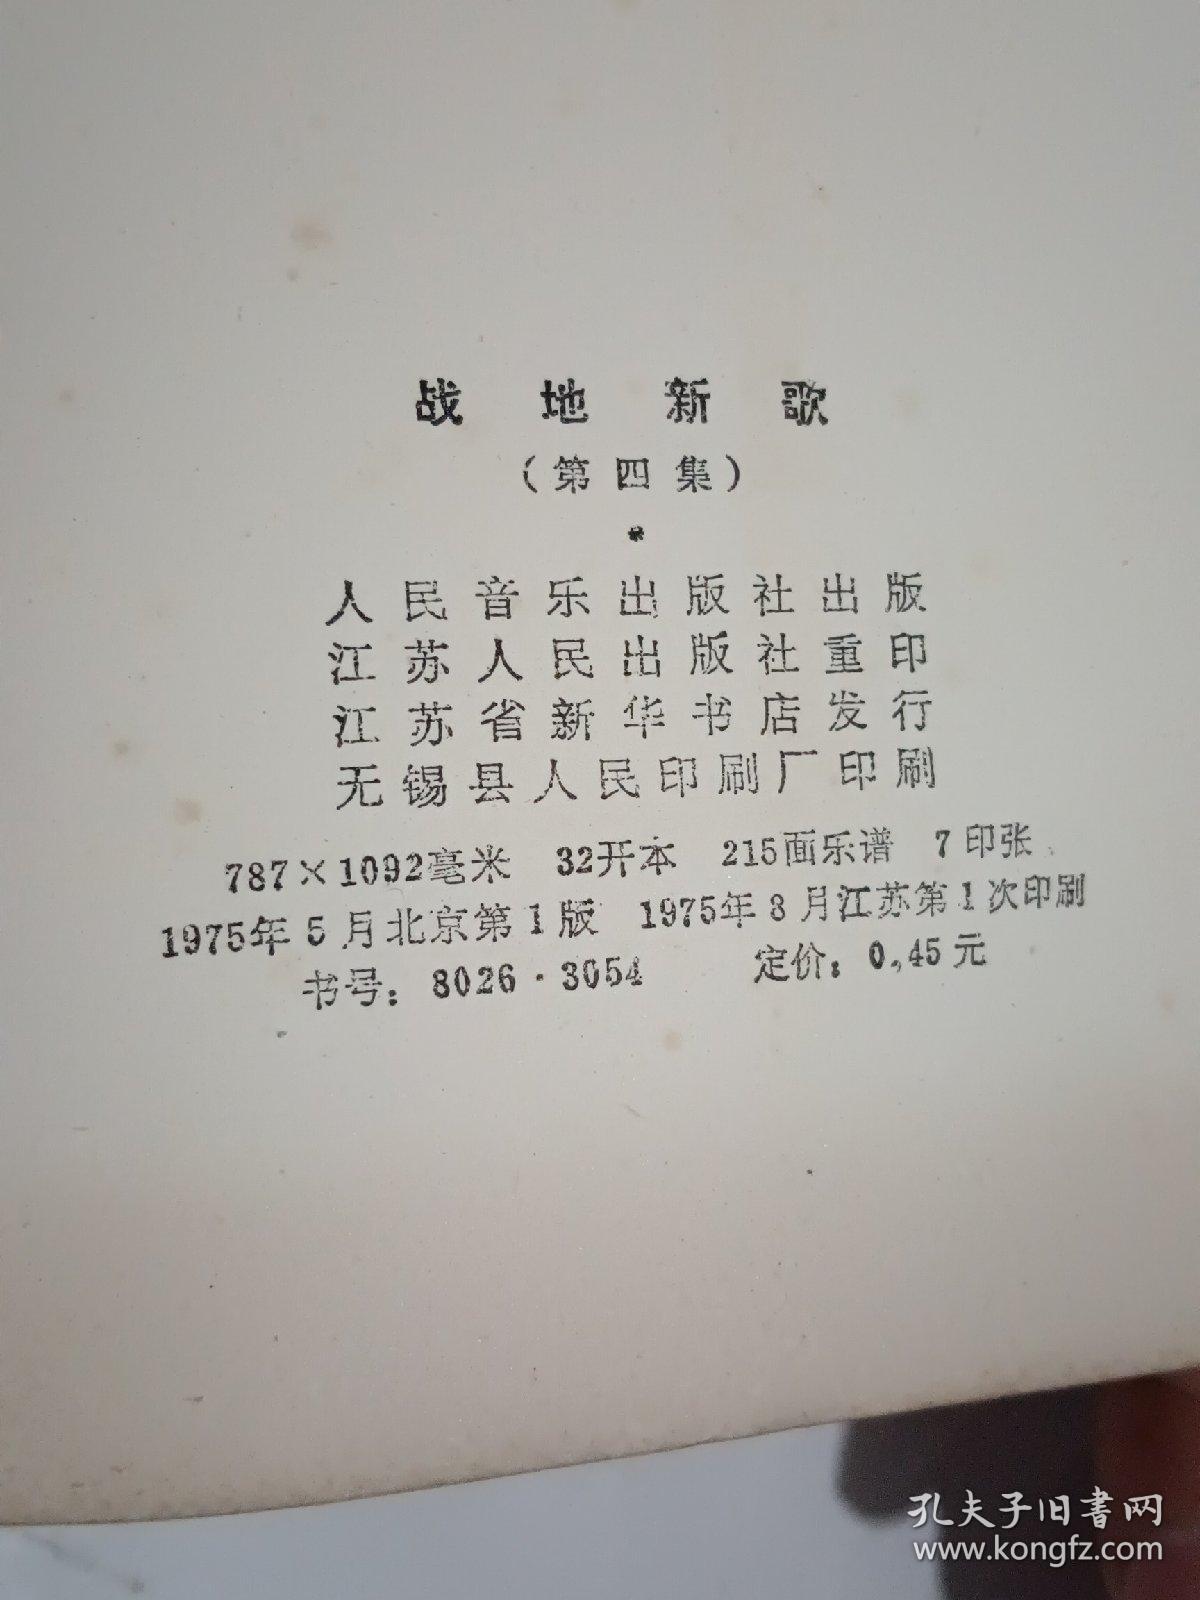 战地新歌
（第四集）
*
人民音乐出版社出版
江苏人民出版社重印
江苏省新华书店发行
无锡县人民印刷厂印刷
787×1092毫米 32开本 215面乐谱 7印张
1975年5月北京第1版 1975年8月江苏第1次印刷
书号：8026·3054 定价：0.45元
孔夫子旧書网
www.kongfz.com